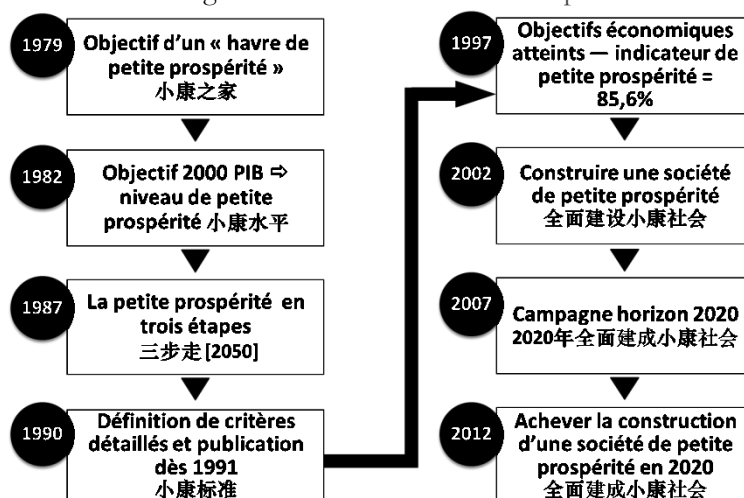 1979
Objectif d'un « havre de
petite prospérité »
小康之家
1982
Objectif 2000 PIB ⇨
niveau de petite
prospérité 小康水平
1987
La petite prospérité en
trois étapes
三步走 [2050]
1990
Définition de critères
détaillés et publication
dès 1991
小康标准
1997
Objectifs économiques
atteints — indicateur de
petite prospérité =
85,6%
2002
Construire une société
de petite prospérité
全面建设小康社会
2007
Campagne horizon 2020
2020年全面建成小康社会
2012
Achever la construction
d'une société de petite
prospérité en 2020
全面建成小康社会